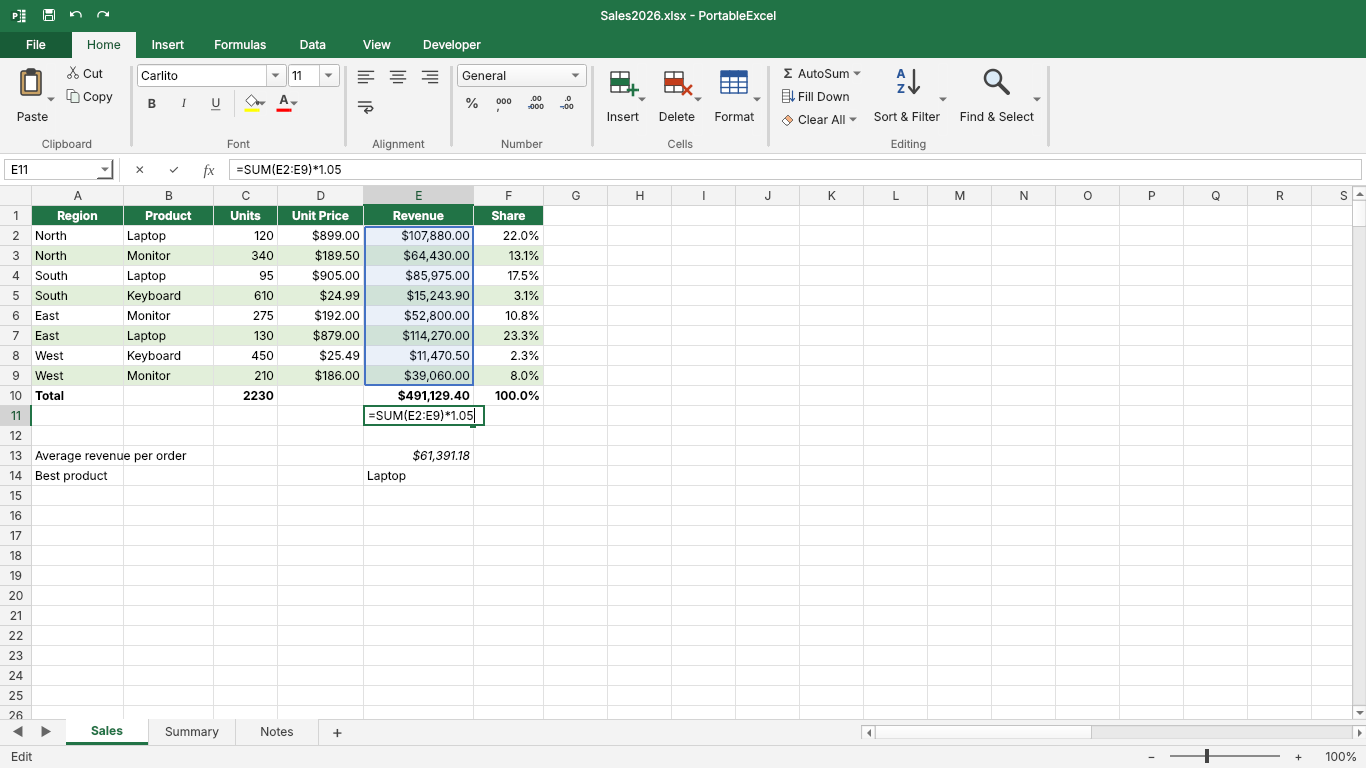 Sales2026.xlsx - PortableExcel
File Home Insert Formulas Data View Developer
Paste
Cut
Copy
Clipboard
Carlito 11
B I U A
Font
Alignment
General
% 000 , .00 .000 .0 .00
Number
Insert Delete Format
Cells
Σ AutoSum
Fill Down
Clear All
A Z
Sort & Filter
Find & Select
Editing
E11 fx =SUM(E2:E9)*1.05
A B C D E F G H I J K L M N O P Q R S
1 Region Product Units Unit Price Revenue Share
2 North Laptop 120 $899.00 $107,880.00 22.0%
3 North Monitor 340 $189.50 $64,430.00 13.1%
4 South Laptop 95 $905.00 $85,975.00 17.5%
5 South Keyboard 610 $24.99 $15,243.90 3.1%
6 East Monitor 275 $192.00 $52,800.00 10.8%
7 East Laptop 130 $879.00 $114,270.00 23.3%
8 West Keyboard 450 $25.49 $11,470.50 2.3%
9 West Monitor 210 $186.00 $39,060.00 8.0%
10 Total 2230 $491,129.40 100.0%
11 =SUM(E2:E9)*1.05
12
13 Average revenue per order $61,391.18
14 Best product Laptop
15
16
17
18
19
20
21
22
23
24
25
26
Sales Summary Notes +
Edit − + 100%